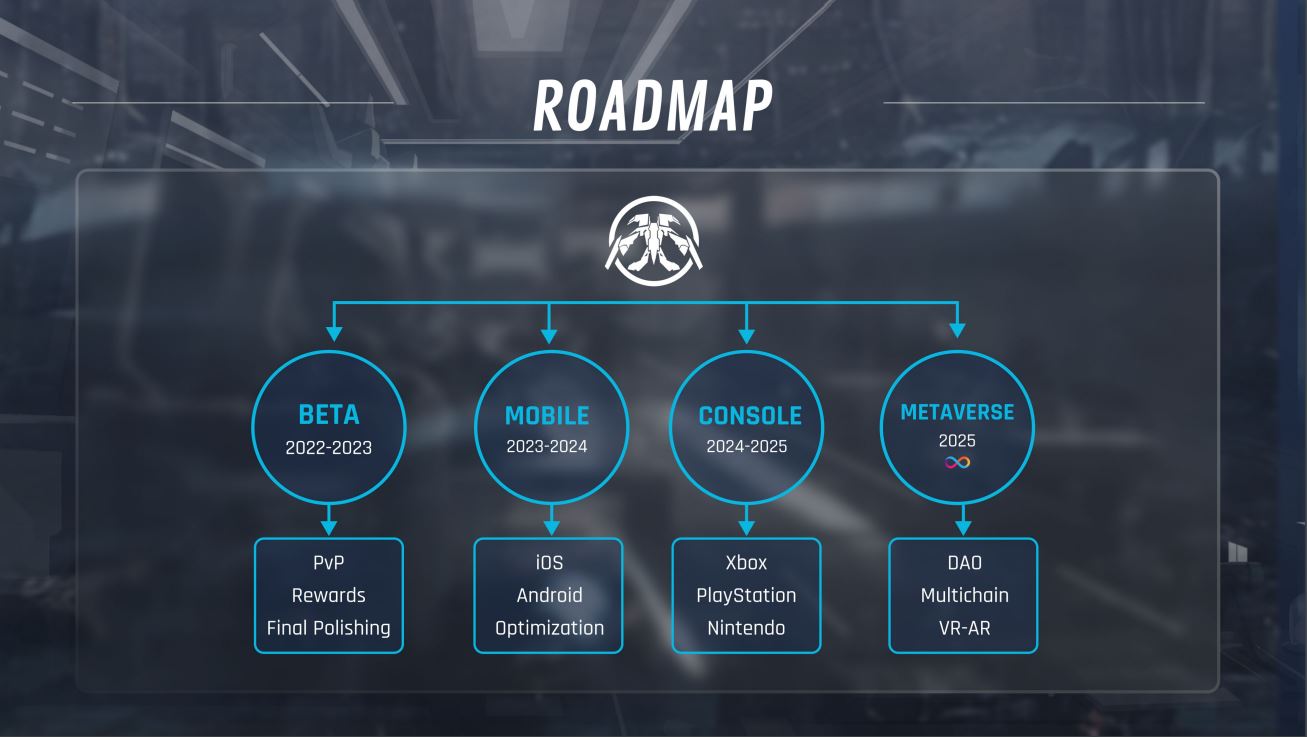 ROADMAP
BETA
2022-2023
MOBILE
2023-2024
CONSOLE
2024-2025
METAVERSE
2025
PvP
Rewards
Final Polishing
iOS
Android
Optimization
Xbox
PlayStation
Nintendo
DAO
Multichain
VR-AR